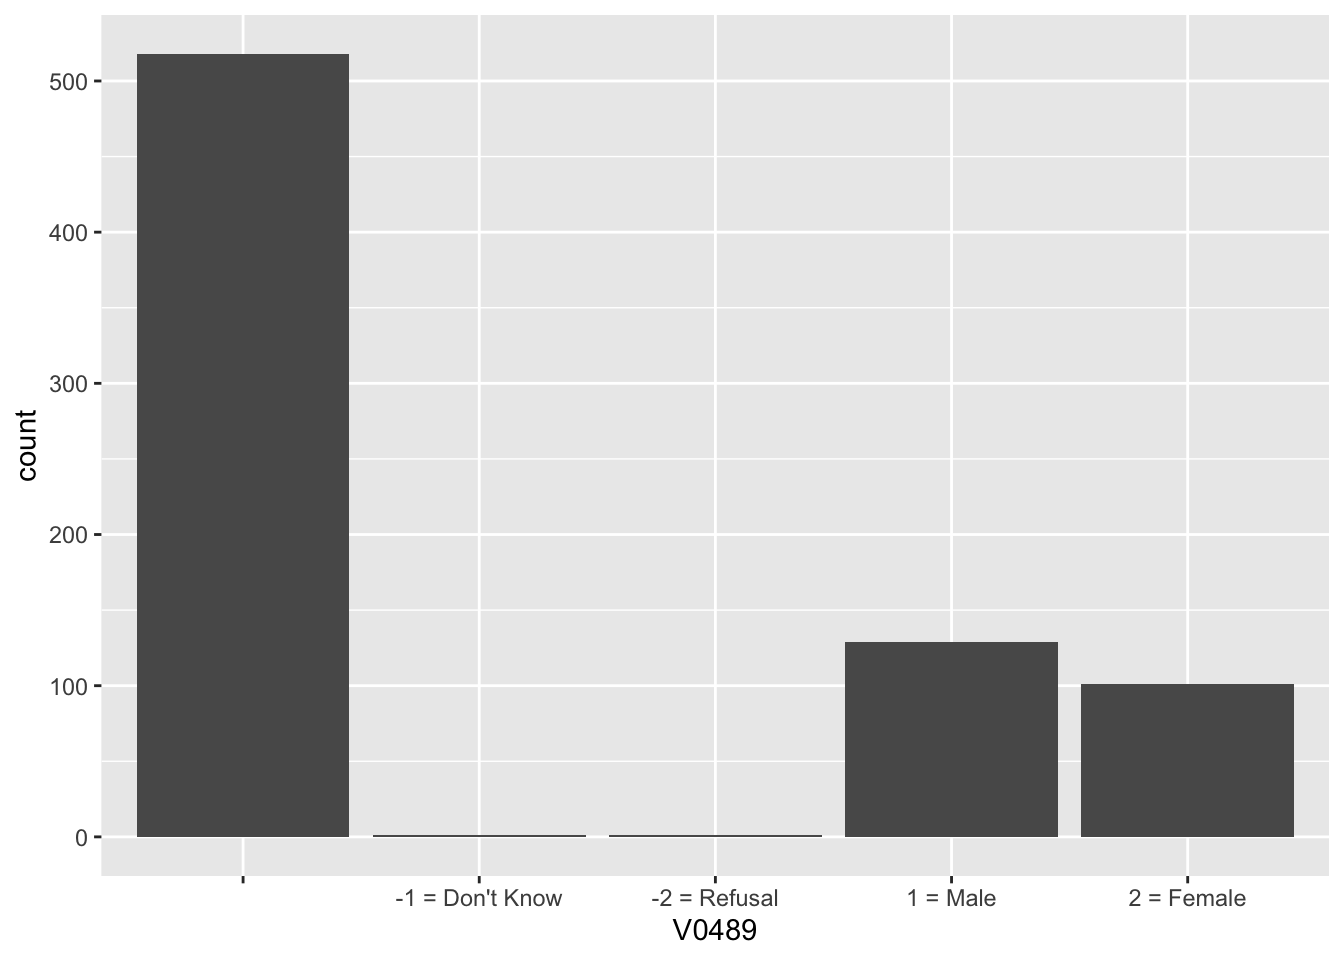 500
400
300
200
100
0
count
-1 = Don't Know
-2 = Refusal
1 = Male
2 = Female
V0489